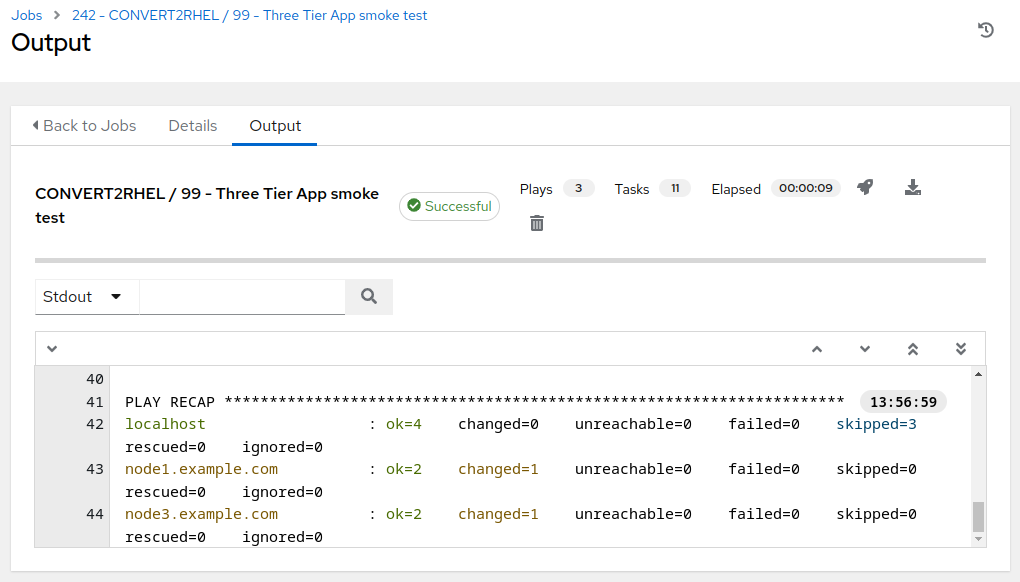 Jobs > 242 - CONVERT2RHEL / 99 - Three Tier App smoke test
Output
Back to Jobs Details Output
CONVERT2RHEL / 99 - Three Tier App smoke
test
Successful
Plays 3 Tasks 11 Elapsed 00:00:09
Stdout
40
41 PLAY RECAP ********************************************************************* 13:56:59
42 localhost : ok=4 changed=0 unreachable=0 failed=0 skipped=3
rescued=0 ignored=0
43 node1.example.com : ok=2 changed=1 unreachable=0 failed=0 skipped=0
rescued=0 ignored=0
44 node3.example.com : ok=2 changed=1 unreachable=0 failed=0 skipped=0
rescued=0 ignored=0